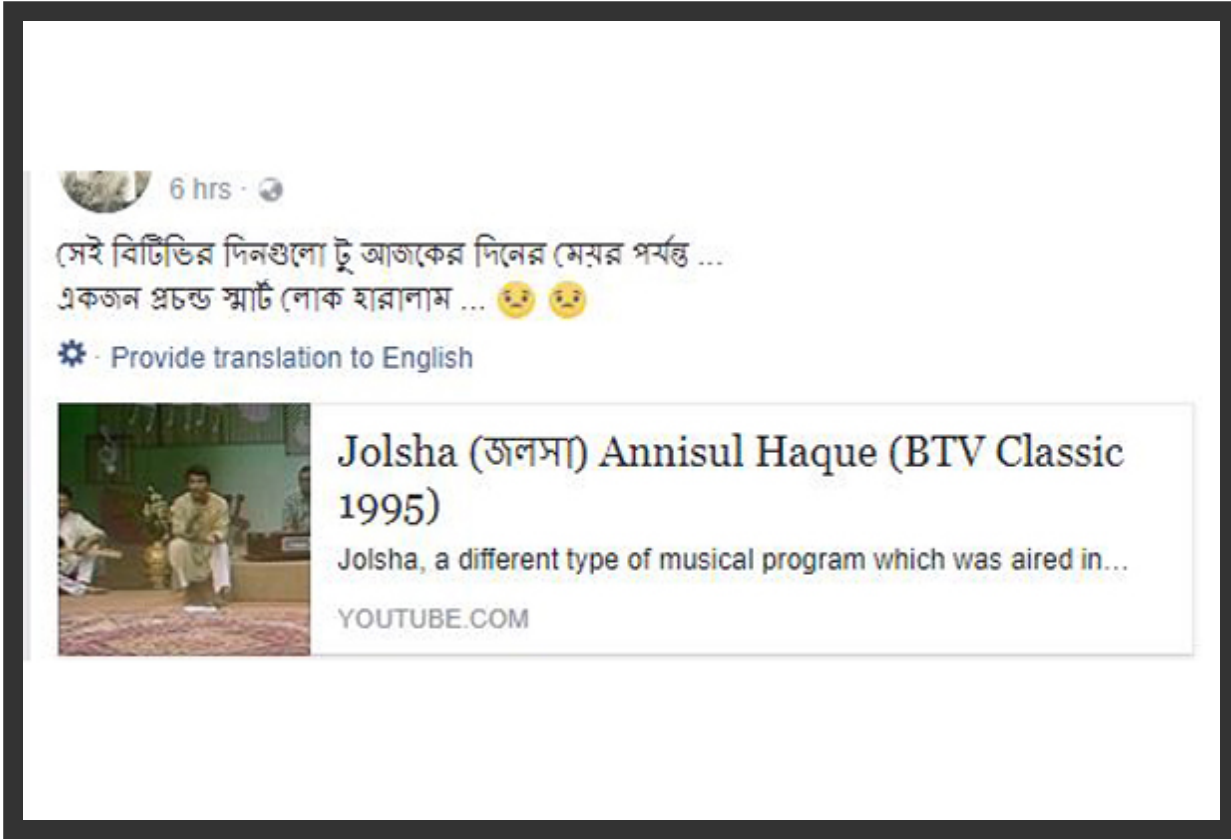 6 hrs ·
সেই বিটিভির দিনগুলো টু আজকের দিনের মেয়র পর্যন্ত ...
একজন প্রচন্ড স্মার্ট লোক হারালাম ... 😟 😟
· Provide translation to English
Jolsha (জলসা) Annisul Haque (BTV Classic
1995)
Jolsha, a different type of musical program which was aired in...
YOUTUBE.COM